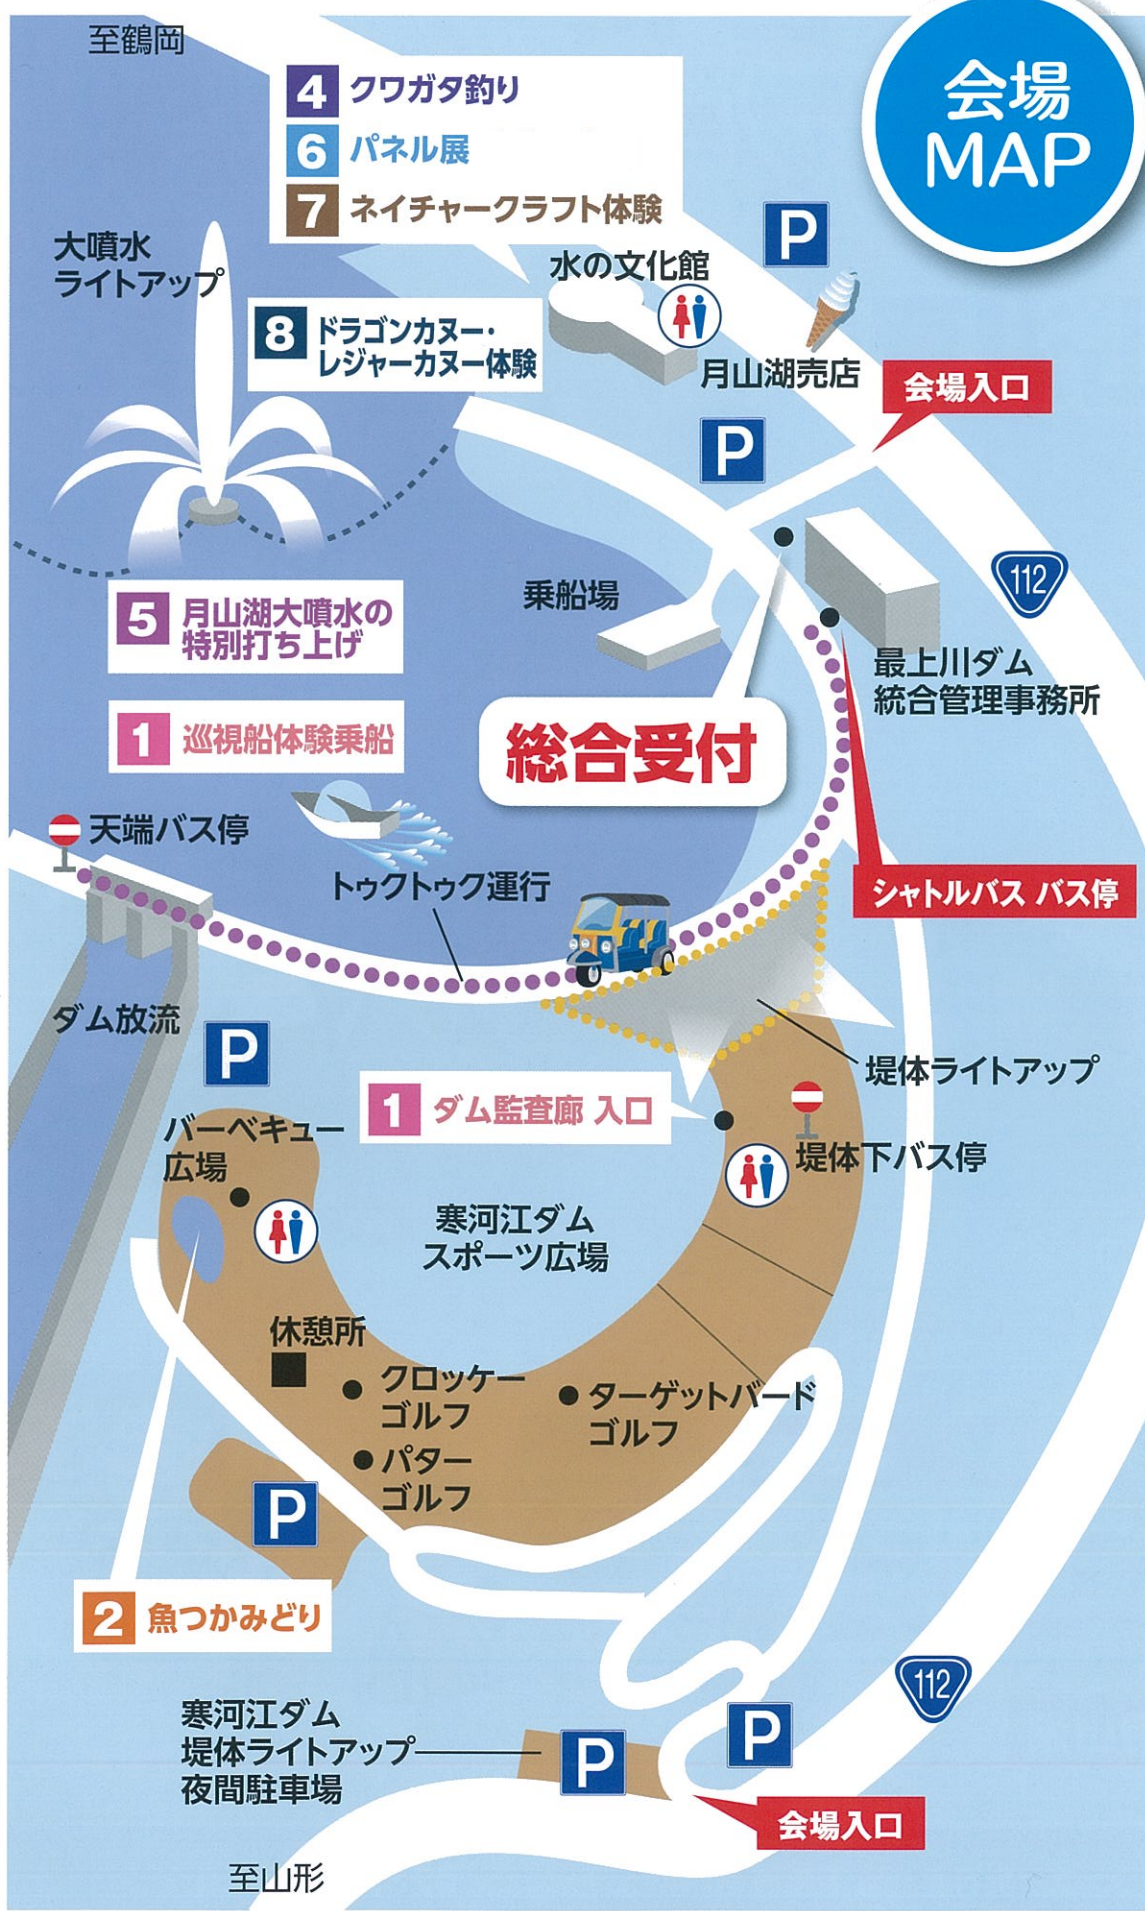 至鶴岡
会場
MAP
4 クワガタ釣り
6 パネル展
7 ネイチャークラフト体験
P
大噴水
ライトアップ
水の文化館
8 ドラゴンカヌー・
レジャーカヌー体験
月山湖売店
会場入口
P
112
乗船場
5 月山湖大噴水の
特別打ち上げ
最上川ダム
統合管理事務所
1 巡視船体験乗船
総合受付
天端バス停
トゥクトゥク運行
シャトルバス バス停
ダム放流
P
堤体ライトアップ
1 ダム監査廊 入口
バーベキュー
広場
堤体下バス停
寒河江ダム
スポーツ広場
休憩所
クロッケー
ゴルフ
ターゲットバード
ゴルフ
パター
ゴルフ
P
2 魚つかみどり
112
寒河江ダム
堤体ライトアップ
夜間駐車場
P
P
会場入口
至山形